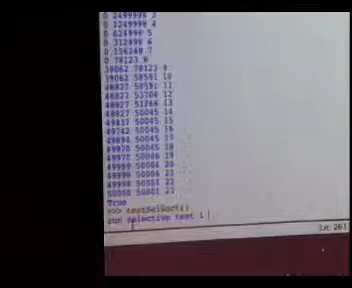 0 2499998 3
0 1249998 4
0 624998 5
0 312498 6
0 156248 7
0 78123 8
39062 78123 9
39062 58591 10
48827 58591 11
48827 53708 12
48827 51266 13
48827 50045 14
49437 50045 15
49742 50045 16
49894 50045 17
49970 50045 18
49970 50006 19
49989 50006 20
49998 50006 21
49998 50001 22
50000 50001 23
True
>>> testSelSort()
run selective test 1
Ln: 261